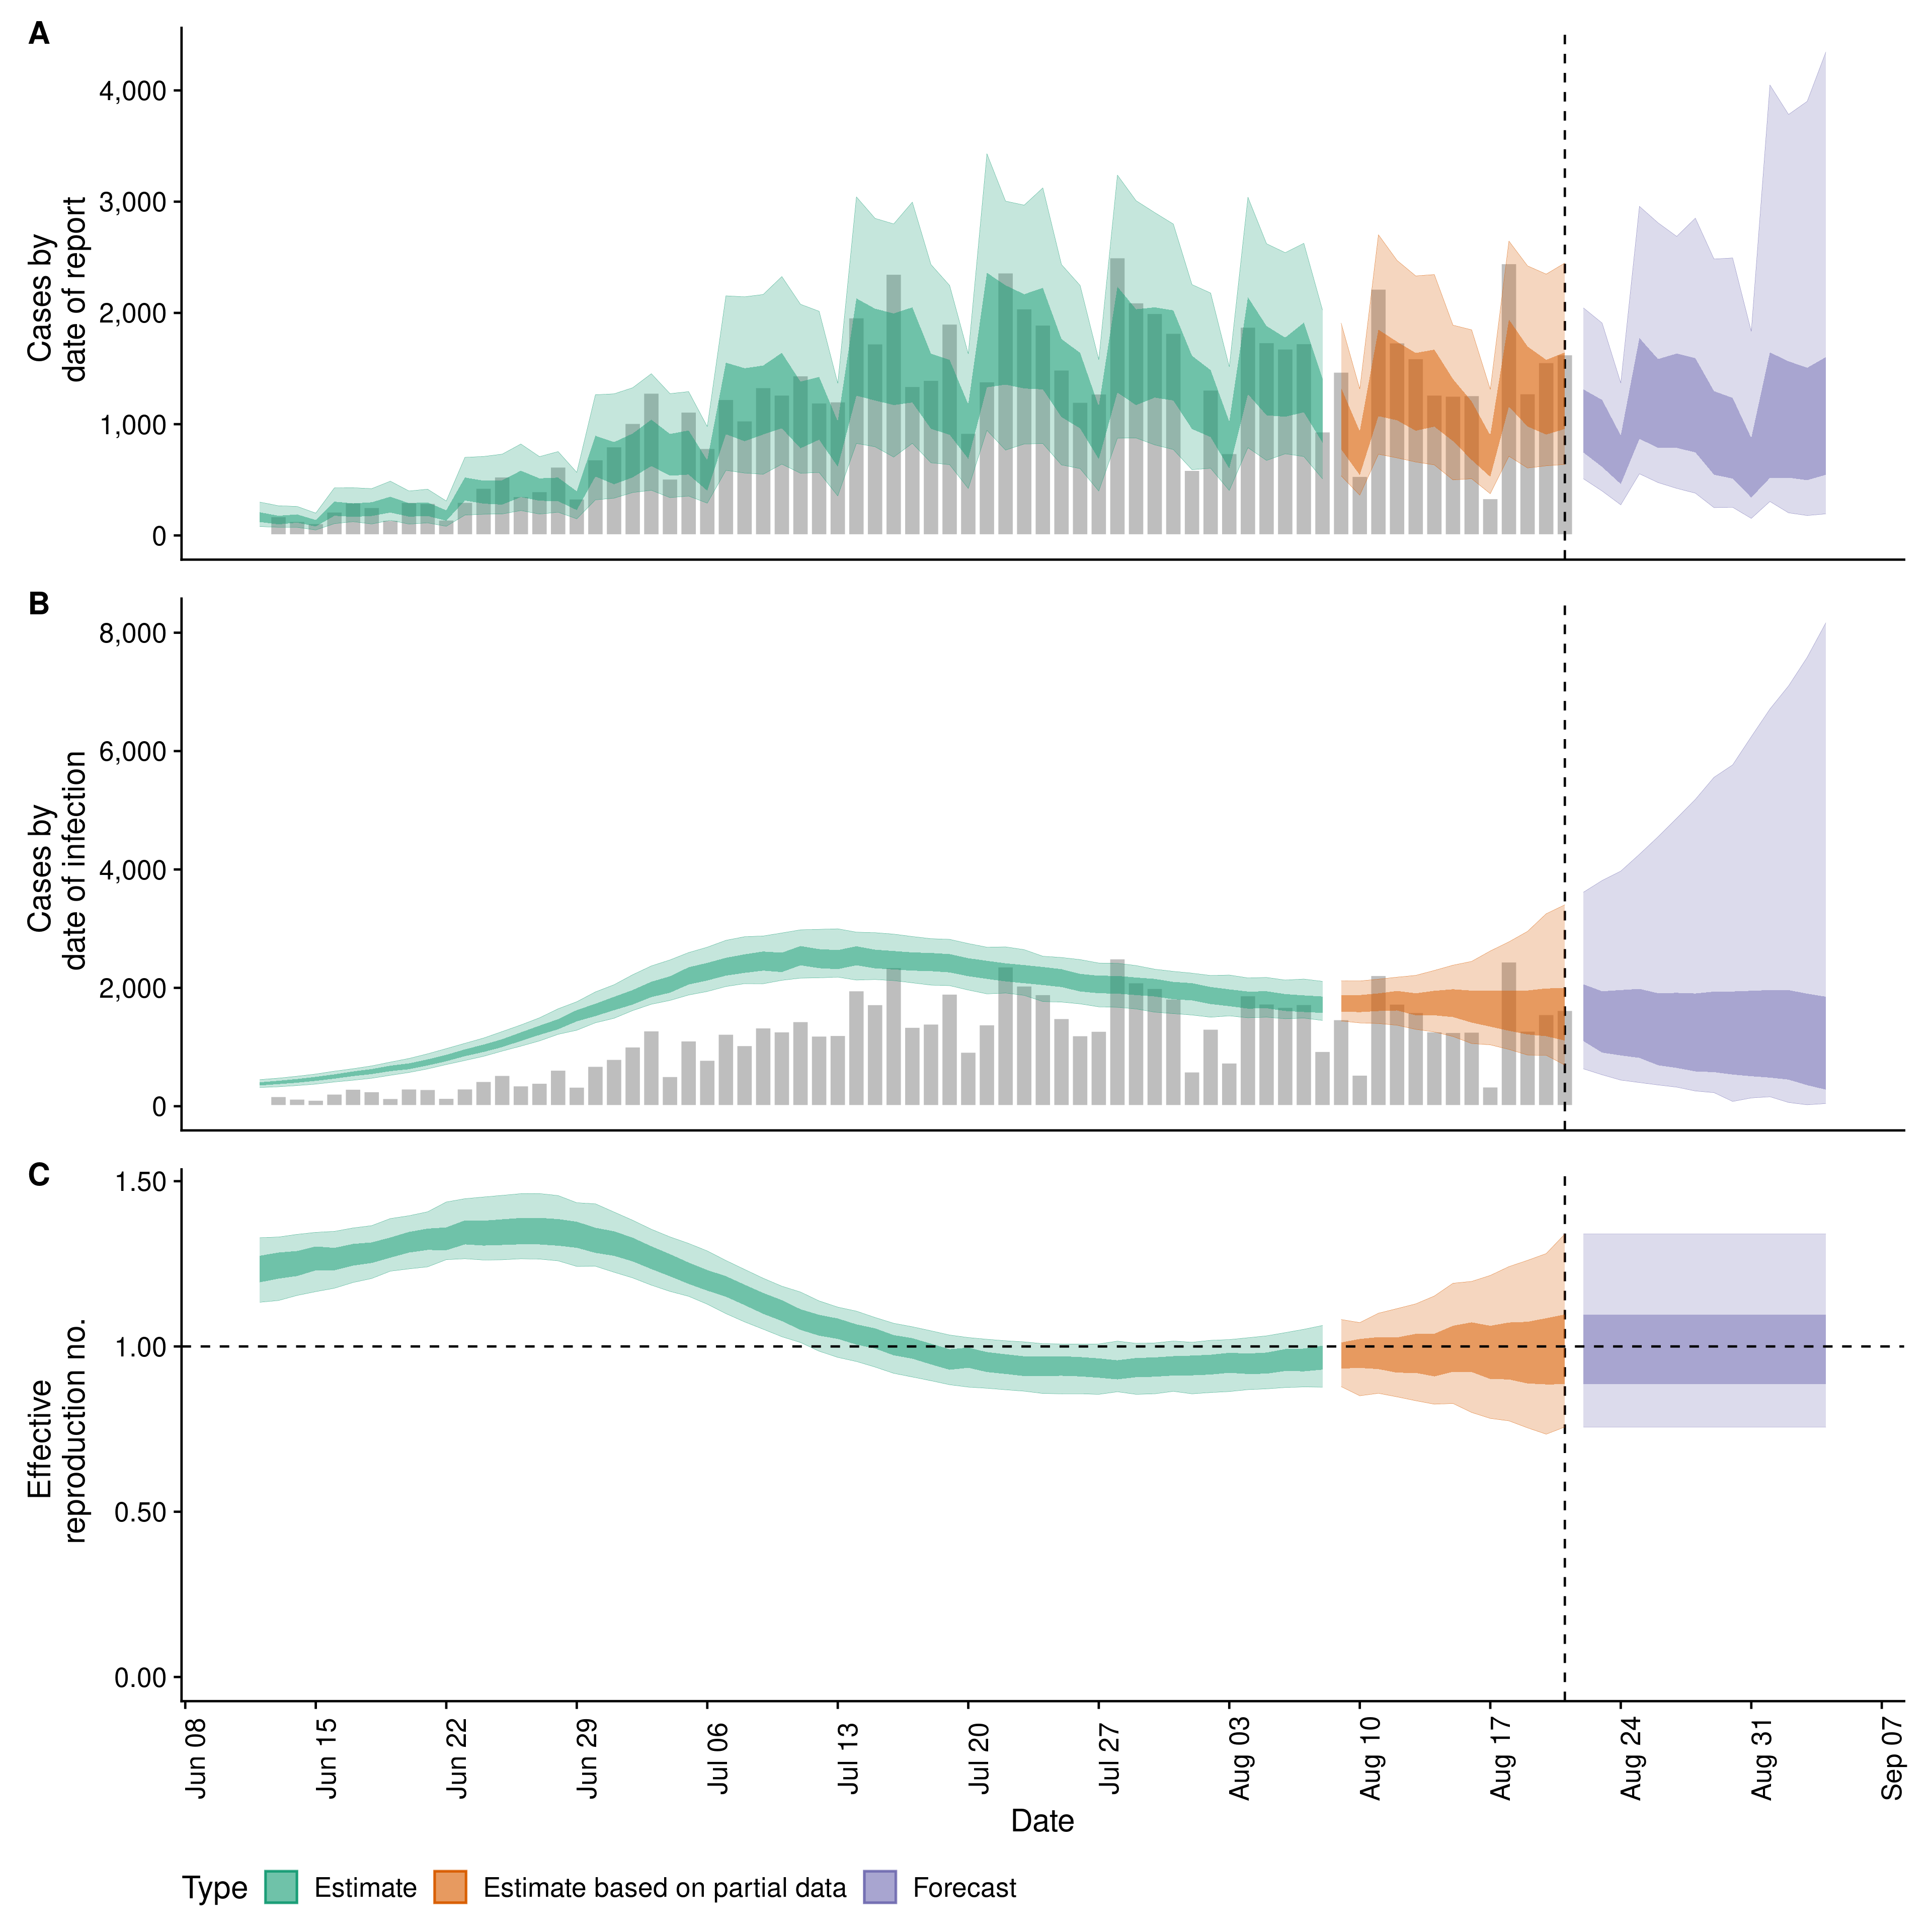 A
Cases by
date of report
4,000
3,000
2,000
1,000
0
B
Cases by
date of infection
8,000
6,000
4,000
2,000
0
C
Effective
reproduction no.
1.50
1.00
0.50
0.00
Jun 08
Jun 15
Jun 22
Jun 29
Jul 06
Jul 13
Jul 20
Jul 27
Aug 03
Aug 10
Aug 17
Aug 24
Aug 31
Sep 07
Date
Type Estimate Estimate based on partial data Forecast